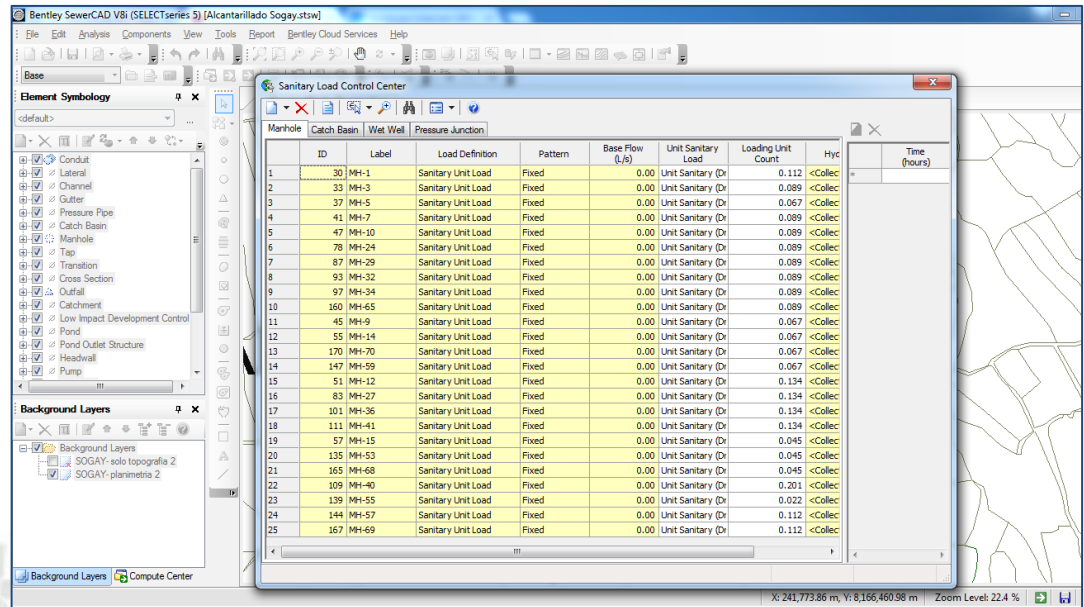 Bentley SewerCAD V8i (SELECTseries 5) [Alcantarillado Sogay.stsw]
File Edit Analysis Components View Tools Report Bentley Cloud Services Help
Base
Element Symbology
<default>
Conduit
Lateral
Channel
Gutter
Pressure Pipe
Catch Basin
Manhole
Tap
Transition
Cross Section
Outfall
Catchment
Low Impact Development Control
Pond
Pond Outlet Structure
Headwall
Pump
Background Layers
Background Layers
SOGAY- solo topografia 2
SOGAY- planimetria 2
Background Layers Compute Center
Sanitary Load Control Center
Manhole Catch Basin Wet Well Pressure Junction
ID Label Load Definition Pattern Base Flow (L/s) Unit Sanitary Load Loading Unit Count Hyd
1 30 MH-1 Sanitary Unit Load Fixed 0.00 Unit Sanitary (Dr 0.112 <Collec
2 33 MH-3 Sanitary Unit Load Fixed 0.00 Unit Sanitary (Dr 0.089 <Collec
3 37 MH-5 Sanitary Unit Load Fixed 0.00 Unit Sanitary (Dr 0.067 <Collec
4 41 MH-7 Sanitary Unit Load Fixed 0.00 Unit Sanitary (Dr 0.089 <Collec
5 47 MH-10 Sanitary Unit Load Fixed 0.00 Unit Sanitary (Dr 0.089 <Collec
6 78 MH-24 Sanitary Unit Load Fixed 0.00 Unit Sanitary (Dr 0.089 <Collec
7 87 MH-29 Sanitary Unit Load Fixed 0.00 Unit Sanitary (Dr 0.089 <Collec
8 93 MH-32 Sanitary Unit Load Fixed 0.00 Unit Sanitary (Dr 0.089 <Collec
9 97 MH-34 Sanitary Unit Load Fixed 0.00 Unit Sanitary (Dr 0.089 <Collec
10 160 MH-65 Sanitary Unit Load Fixed 0.00 Unit Sanitary (Dr 0.089 <Collec
11 45 MH-9 Sanitary Unit Load Fixed 0.00 Unit Sanitary (Dr 0.067 <Collec
12 55 MH-14 Sanitary Unit Load Fixed 0.00 Unit Sanitary (Dr 0.067 <Collec
13 170 MH-70 Sanitary Unit Load Fixed 0.00 Unit Sanitary (Dr 0.067 <Collec
14 147 MH-59 Sanitary Unit Load Fixed 0.00 Unit Sanitary (Dr 0.067 <Collec
15 51 MH-12 Sanitary Unit Load Fixed 0.00 Unit Sanitary (Dr 0.134 <Collec
16 83 MH-27 Sanitary Unit Load Fixed 0.00 Unit Sanitary (Dr 0.134 <Collec
17 101 MH-36 Sanitary Unit Load Fixed 0.00 Unit Sanitary (Dr 0.134 <Collec
18 111 MH-41 Sanitary Unit Load Fixed 0.00 Unit Sanitary (Dr 0.134 <Collec
19 57 MH-15 Sanitary Unit Load Fixed 0.00 Unit Sanitary (Dr 0.045 <Collec
20 135 MH-53 Sanitary Unit Load Fixed 0.00 Unit Sanitary (Dr 0.045 <Collec
21 165 MH-68 Sanitary Unit Load Fixed 0.00 Unit Sanitary (Dr 0.045 <Collec
22 109 MH-40 Sanitary Unit Load Fixed 0.00 Unit Sanitary (Dr 0.201 <Collec
23 139 MH-55 Sanitary Unit Load Fixed 0.00 Unit Sanitary (Dr 0.022 <Collec
24 144 MH-57 Sanitary Unit Load Fixed 0.00 Unit Sanitary (Dr 0.112 <Collec
25 167 MH-69 Sanitary Unit Load Fixed 0.00 Unit Sanitary (Dr 0.112 <Collec
Time
(hours)
X: 241,773.86 m, Y: 8,166,460.98 m Zoom Level: 22.4 %